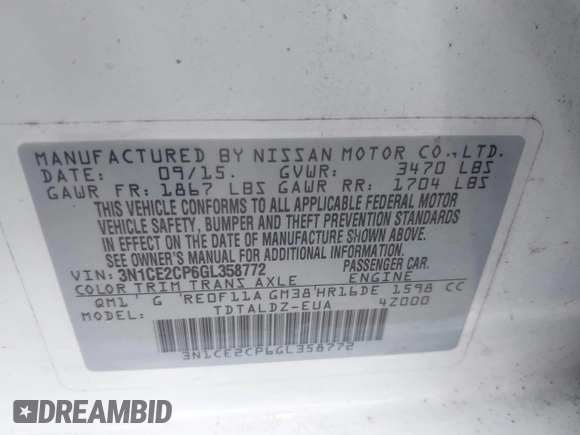 MANUFACTURED BY NISSAN MOTOR CO.,LTD.
DATE: 09/15. GVWR: 3470 LBS
GAWR FR: 1867 LBS GAWR RR: 1704 LBS
THIS VEHICLE CONFORMS TO ALL APPLICABLE FEDERAL MOTOR
VEHICLE SAFETY, BUMPER AND THEFT PREVENTION STANDARDS
IN EFFECT ON THE DATE OF MANUFACTURE SHOWN ABOVE.
SEE OWNER'S MANUAL FOR ADDITIONAL INFORMATION.
VIN: 3N1CE2CP6GL358772 PASSENGER CAR.
COLOR TRIM TRANS AXLE ENGINE
QM1 G RE0F11A GM38 HR16DE 1598 CC
MODEL: TDTALDZ-EUA 4Z000
3N1CE2CP6GL358772
DREAMBID